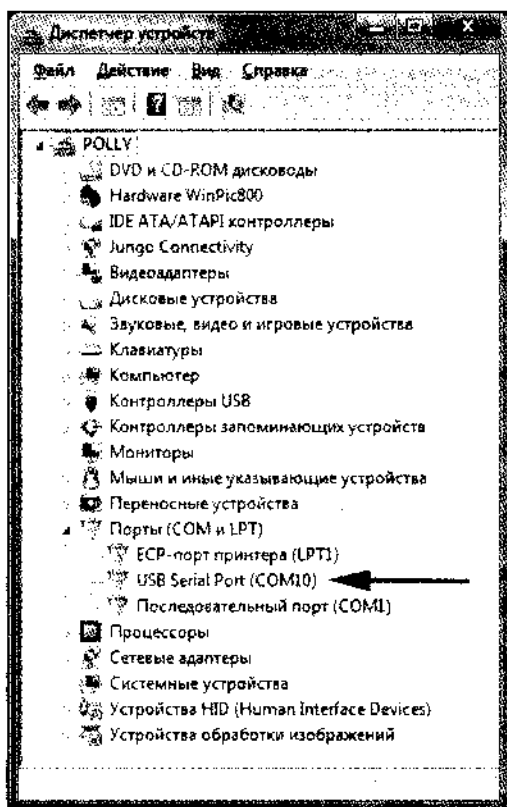 Диспетчер устройств
Файл Действие Вид Справка
POLLY
DVD и CD-ROM дисководы
Hardware WinPic800
IDE ATA/ATAPI контроллеры
Jungo Connectivity
Видеоадаптеры
Дисковые устройства
Звуковые, видео и игровые устройства
Клавиатуры
Компьютер
Контроллеры USB
Контроллеры запоминающих устройств
Мониторы
Мыши и иные указывающие устройства
Переносные устройства
Порты (COM и LPT)
ECP-порт принтера (LPT1)
USB Serial Port (COM10)
Последовательный порт (COM1)
Процессоры
Сетевые адаптеры
Системные устройства
Устройства HID (Human Interface Devices)
Устройства обработки изображений